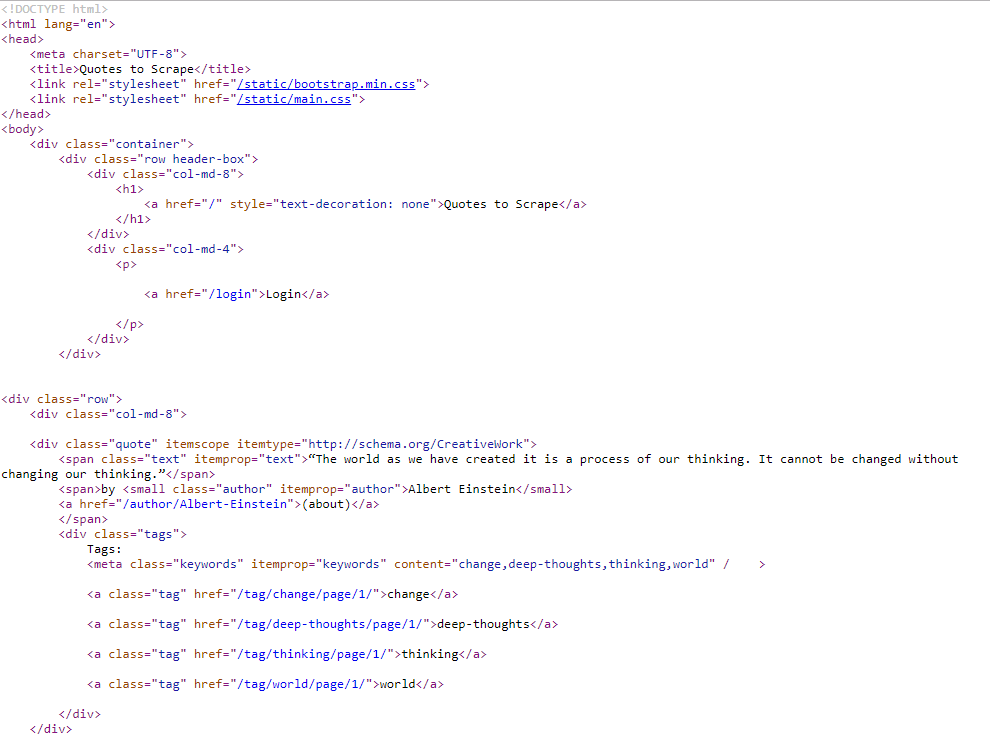 <!DOCTYPE html>
<html lang="en">
<head>
    <meta charset="UTF-8">
    <title>Quotes to Scrape</title>
    <link rel="stylesheet" href="/static/bootstrap.min.css">
    <link rel="stylesheet" href="/static/main.css">
</head>
<body>
    <div class="container">
        <div class="row header-box">
            <div class="col-md-8">
                <h1>
                    <a href="/" style="text-decoration: none">Quotes to Scrape</a>
                </h1>
            </div>
            <div class="col-md-4">
                <p>
                    <a href="/login">Login</a>
                </p>
            </div>
        </div>
<div class="row">
    <div class="col-md-8">
    <div class="quote" itemscope itemtype="http://schema.org/CreativeWork">
        <span class="text" itemprop="text">“The world as we have created it is a process of our thinking. It cannot be changed without
changing our thinking.”</span>
        <span>by <small class="author" itemprop="author">Albert Einstein</small>
        <a href="/author/Albert-Einstein">(about)</a>
        </span>
        <div class="tags">
            Tags:
            <meta class="keywords" itemprop="keywords" content="change,deep-thoughts,thinking,world" /    >
            <a class="tag" href="/tag/change/page/1/">change</a>
            <a class="tag" href="/tag/deep-thoughts/page/1/">deep-thoughts</a>
            <a class="tag" href="/tag/thinking/page/1/">thinking</a>
            <a class="tag" href="/tag/world/page/1/">world</a>
        </div>
    </div>